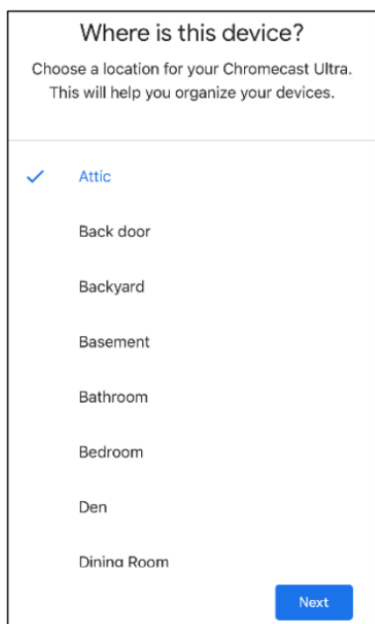 Where is this device?
Choose a location for your Chromecast Ultra.
This will help you organize your devices.
Attic
Back door
Backyard
Basement
Bathroom
Bedroom
Den
Dining Room
Next